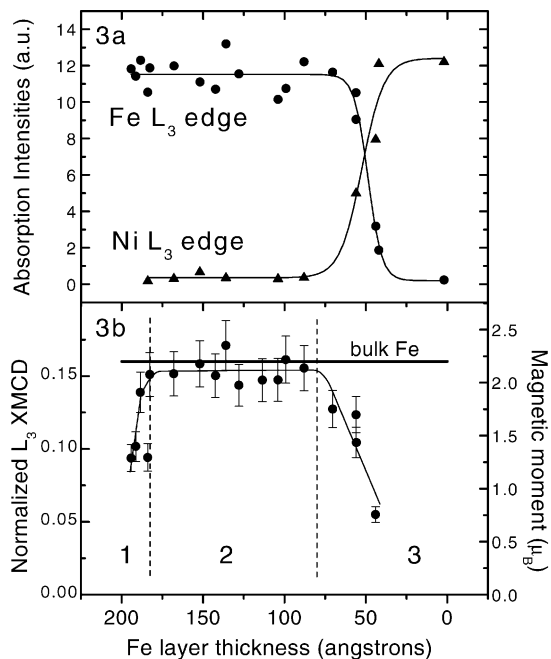 3a
14
12
10
8
6
4
2
0
Absorption Intensities (a.u.)
Fe L3 edge
Ni L3 edge
3b
bulk Fe
0.15
0.10
0.05
0.00
Normalized L3 XMCD
2.5
2.0
1.5
1.0
0.5
0.0
Magnetic moment (μB)
1 2 3
200 150 100 50 0
Fe layer thickness (angstrons)